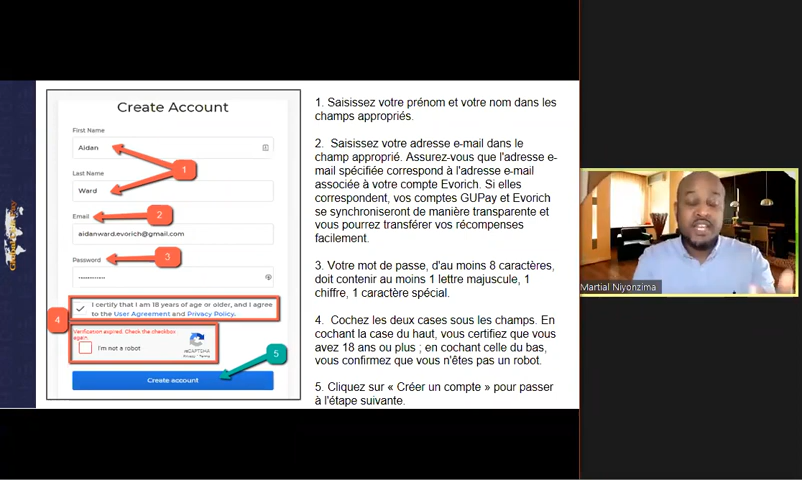 Create Account
First Name
Aidan
1
Last Name
Ward
Email
2
aidanward.evorich@gmail.com
Password
3
4
I certify that I am 18 years of age or older, and I agree
to the User Agreement and Privacy Policy.
Verification expired. Check the checkbox
again.
I'm not a robot
reCAPTCHA
Privacy - Terms
5
Create account
1. Saisissez votre prénom et votre nom dans les
champs appropriés.
2. Saisissez votre adresse e-mail dans le
champ approprié. Assurez-vous que l'adresse e-
mail spécifiée correspond à l'adresse e-mail
associée à votre compte Evorich. Si elles
correspondent, vos comptes GUPay et Evorich
se synchroniseront de manière transparente et
vous pourrez transférer vos récompenses
facilement.
3. Votre mot de passe, d'au moins 8 caractères,
doit contenir au moins 1 lettre majuscule, 1
chiffre, 1 caractère spécial.
4. Cochez les deux cases sous les champs. En
cochant la case du haut, vous certifiez que vous
avez 18 ans ou plus ; en cochant celle du bas,
vous confirmez que vous n'êtes pas un robot.
5. Cliquez sur « Créer un compte » pour passer
à l'étape suivante.
Martial Niyonzima